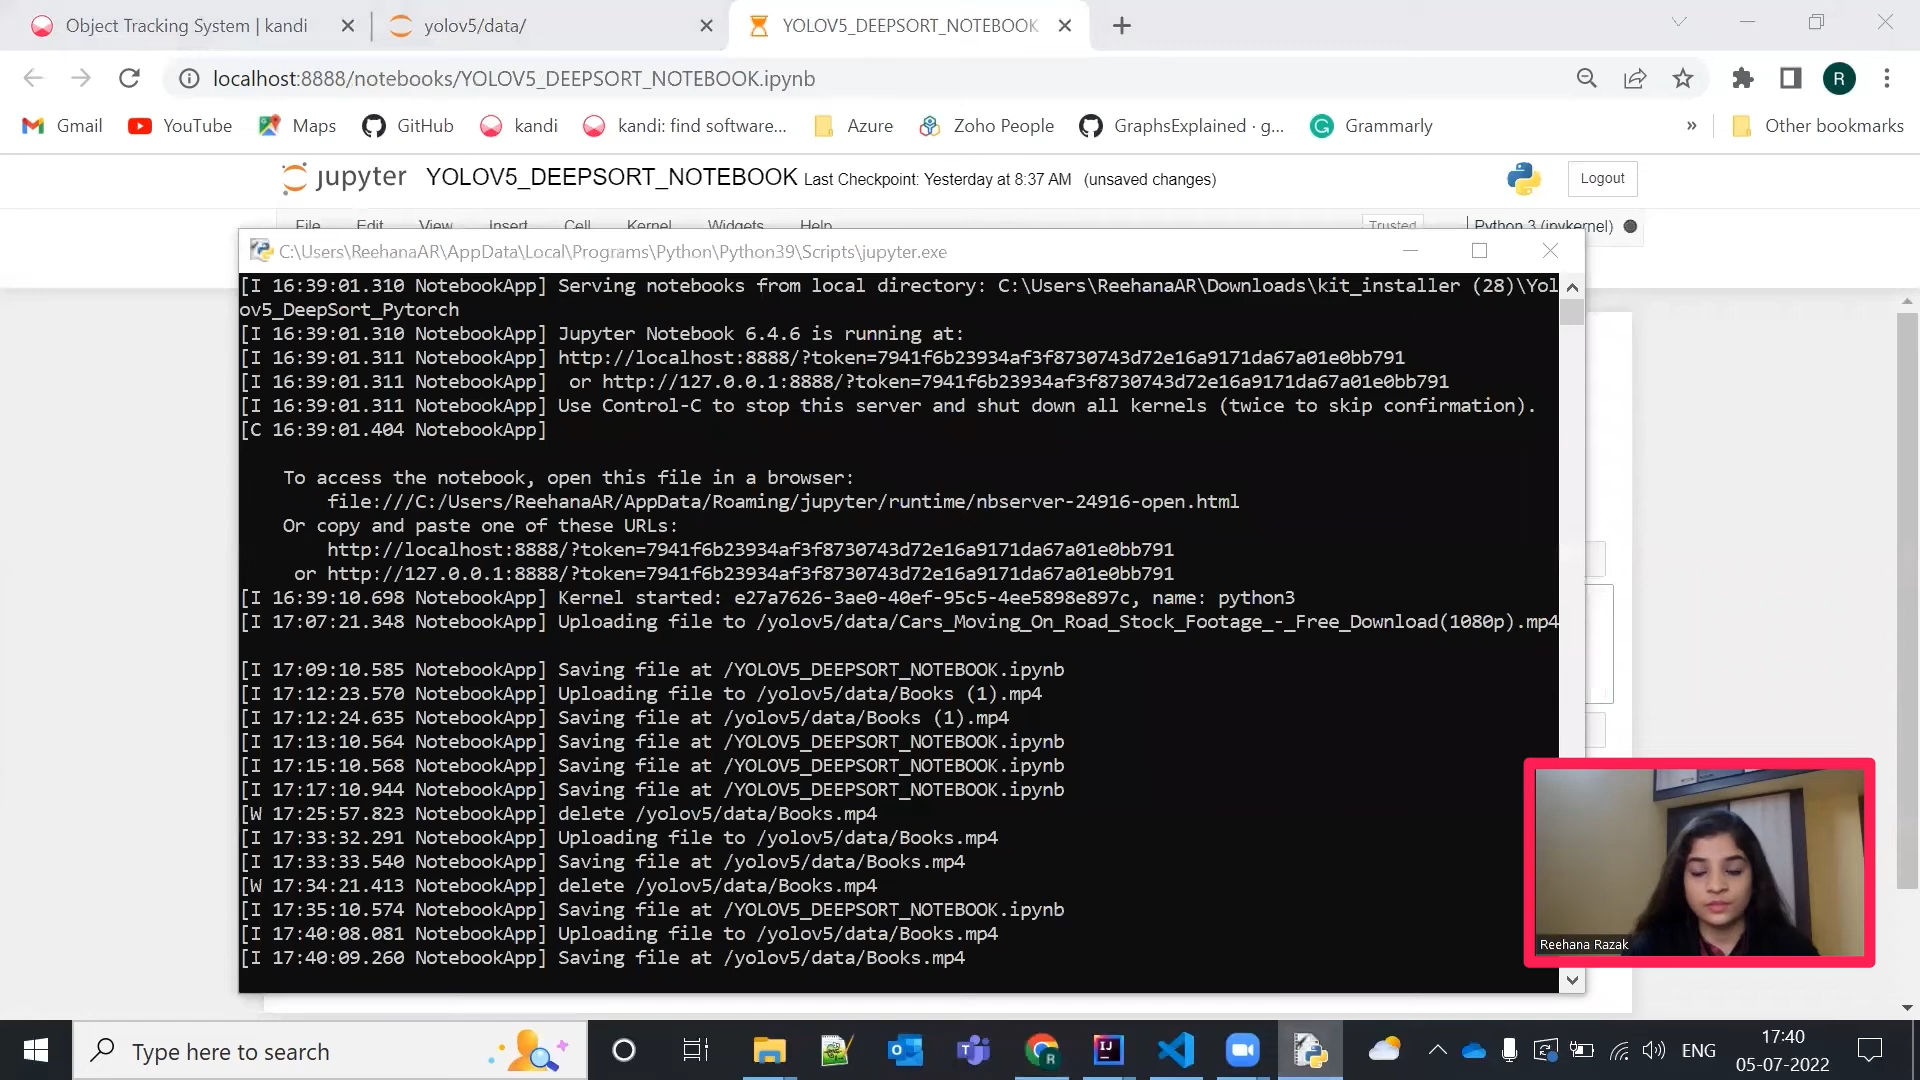 Object Tracking System | kandi
yolov5/data/
YOLOV5_DEEPSORT_NOTEBOOK
localhost:8888/notebooks/YOLOV5_DEEPSORT_NOTEBOOK.ipynb
R
Gmail YouTube Maps GitHub kandi kandi: find software... Azure Zoho People GraphsExplained · g... Grammarly » Other bookmarks
jupyter YOLOV5_DEEPSORT_NOTEBOOK Last Checkpoint: Yesterday at 8:37 AM (unsaved changes) Logout
File Edit View Insert Cell Kernel Widgets Help Trusted Python 3 (ipykernel)
C:\Users\ReehanaAR\AppData\Local\Programs\Python\Python39\Scripts\jupyter.exe
[I 16:39:01.310 NotebookApp] Serving notebooks from local directory: C:\Users\ReehanaAR\Downloads\kit_installer (28)\Yol
ov5_DeepSort_Pytorch
[I 16:39:01.310 NotebookApp] Jupyter Notebook 6.4.6 is running at:
[I 16:39:01.311 NotebookApp] http://localhost:8888/?token=7941f6b23934af3f8730743d72e16a9171da67a01e0bb791
[I 16:39:01.311 NotebookApp]  or http://127.0.0.1:8888/?token=7941f6b23934af3f8730743d72e16a9171da67a01e0bb791
[I 16:39:01.311 NotebookApp] Use Control-C to stop this server and shut down all kernels (twice to skip confirmation).
[C 16:39:01.404 NotebookApp]
To access the notebook, open this file in a browser:
file:///C:/Users/ReehanaAR/AppData/Roaming/jupyter/runtime/nbserver-24916-open.html
Or copy and paste one of these URLs:
http://localhost:8888/?token=7941f6b23934af3f8730743d72e16a9171da67a01e0bb791
or http://127.0.0.1:8888/?token=7941f6b23934af3f8730743d72e16a9171da67a01e0bb791
[I 16:39:10.698 NotebookApp] Kernel started: e27a7626-3ae0-40ef-95c5-4ee5898e897c, name: python3
[I 17:07:21.348 NotebookApp] Uploading file to /yolov5/data/Cars_Moving_On_Road_Stock_Footage_-_Free_Download(1080p).mp4
[I 17:09:10.585 NotebookApp] Saving file at /YOLOV5_DEEPSORT_NOTEBOOK.ipynb
[I 17:12:23.570 NotebookApp] Uploading file to /yolov5/data/Books (1).mp4
[I 17:12:24.635 NotebookApp] Saving file at /yolov5/data/Books (1).mp4
[I 17:13:10.564 NotebookApp] Saving file at /YOLOV5_DEEPSORT_NOTEBOOK.ipynb
[I 17:15:10.568 NotebookApp] Saving file at /YOLOV5_DEEPSORT_NOTEBOOK.ipynb
[I 17:17:10.944 NotebookApp] Saving file at /YOLOV5_DEEPSORT_NOTEBOOK.ipynb
[W 17:25:57.823 NotebookApp] delete /yolov5/data/Books.mp4
[I 17:33:32.291 NotebookApp] Uploading file to /yolov5/data/Books.mp4
[I 17:33:33.540 NotebookApp] Saving file at /yolov5/data/Books.mp4
[W 17:34:21.413 NotebookApp] delete /yolov5/data/Books.mp4
[I 17:35:10.574 NotebookApp] Saving file at /YOLOV5_DEEPSORT_NOTEBOOK.ipynb
[I 17:40:08.081 NotebookApp] Uploading file to /yolov5/data/Books.mp4
[I 17:40:09.260 NotebookApp] Saving file at /yolov5/data/Books.mp4
Reehana Razak
Type here to search
ENG
17:40
05-07-2022